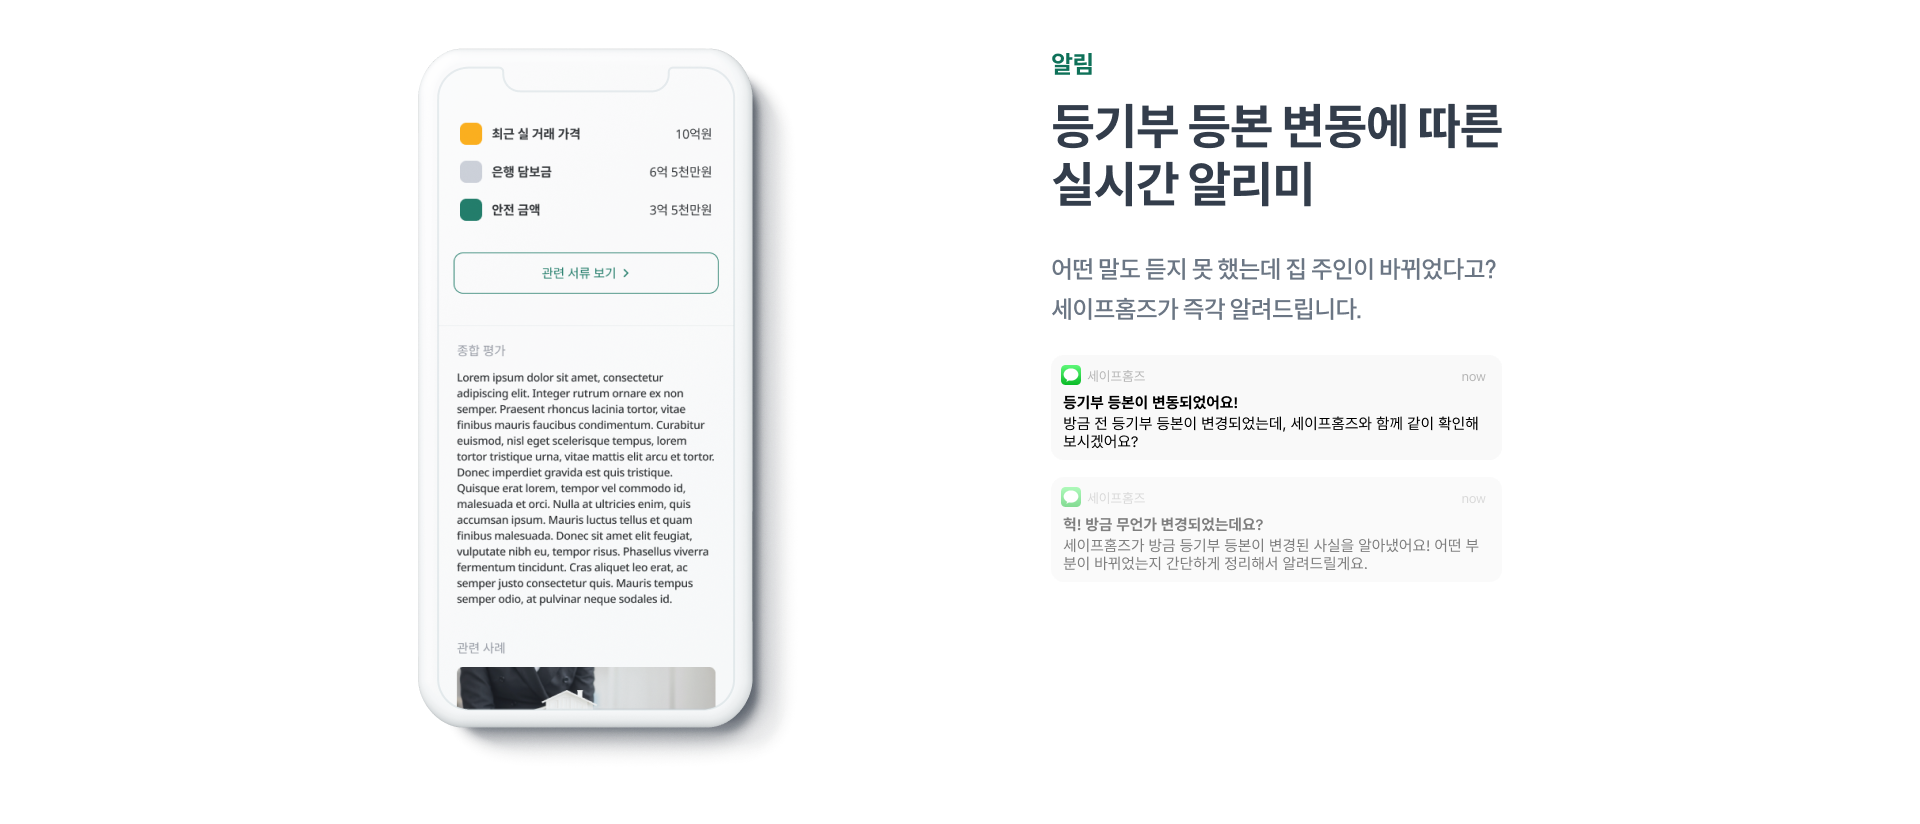 최근 실 거래 가격 10억원
은행 담보금 6억 5천만원
안전 금액 3억 5천만원
관련 서류 보기 >
종합 평가
Lorem ipsum dolor sit amet, consectetur
adipiscing elit. Integer rutrum ornare ex non
semper. Praesent rhoncus lacinia tortor, vitae
finibus mauris faucibus condimentum. Curabitur
euismod, nisl eget scelerisque tempus, lorem
tortor tristique urna, vitae mattis elit arcu et tortor.
Donec imperdiet gravida est quis tristique.
Quisque erat lorem, tempor vel commodo id,
malesuada et orci. Nulla at ultricies enim, quis
accumsan ipsum. Mauris luctus tellus et quam
finibus malesuada. Donec sit amet elit feugiat,
vulputate nibh eu, tempor risus. Phasellus viverra
fermentum tincidunt. Cras aliquet leo erat, ac
semper justo consectetur quis. Mauris tempus
semper odio, at pulvinar neque sodales id.
관련 사례
알림
등기부 등본 변동에 따른
실시간 알리미
어떤 말도 듣지 못 했는데 집 주인이 바뀌었다고?
세이프홈즈가 즉각 알려드립니다.
세이프홈즈 now
등기부 등본이 변동되었어요!
방금 전 등기부 등본이 변경되었는데, 세이프홈즈와 함께 같이 확인해
보시겠어요?
세이프홈즈 now
헉! 방금 무언가 변경되었는데요?
세이프홈즈가 방금 등기부 등본이 변경된 사실을 알아냈어요! 어떤 부
분이 바뀌었는지 간단하게 정리해서 알려드릴게요.